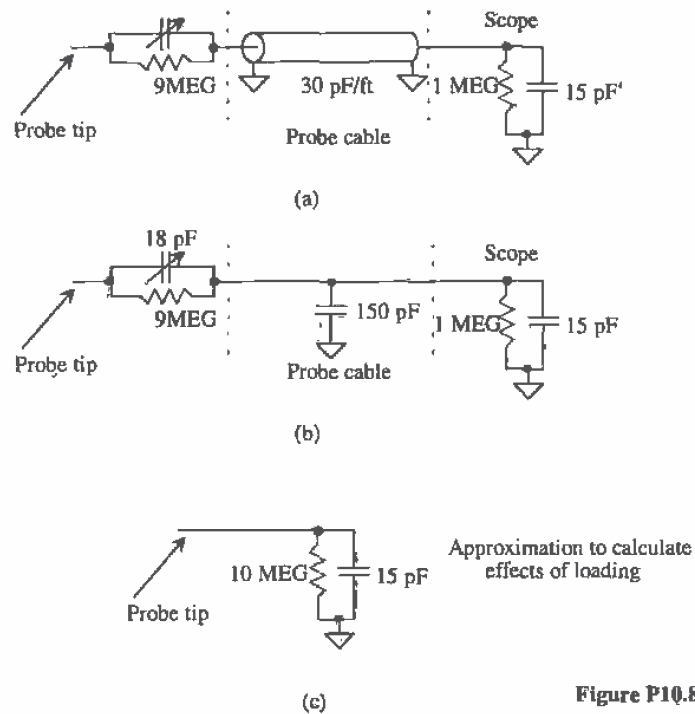 Scope
9MEG
30 pF/ft
1 MEG
15 pF
Probe tip
Probe cable
(a)
18 pF
Scope
9MEG
150 pF
1 MEG
15 pF
Probe tip
Probe cable
(b)
10 MEG
15 pF
Approximation to calculate
effects of loading
Probe tip
(c)
Figure P10.8